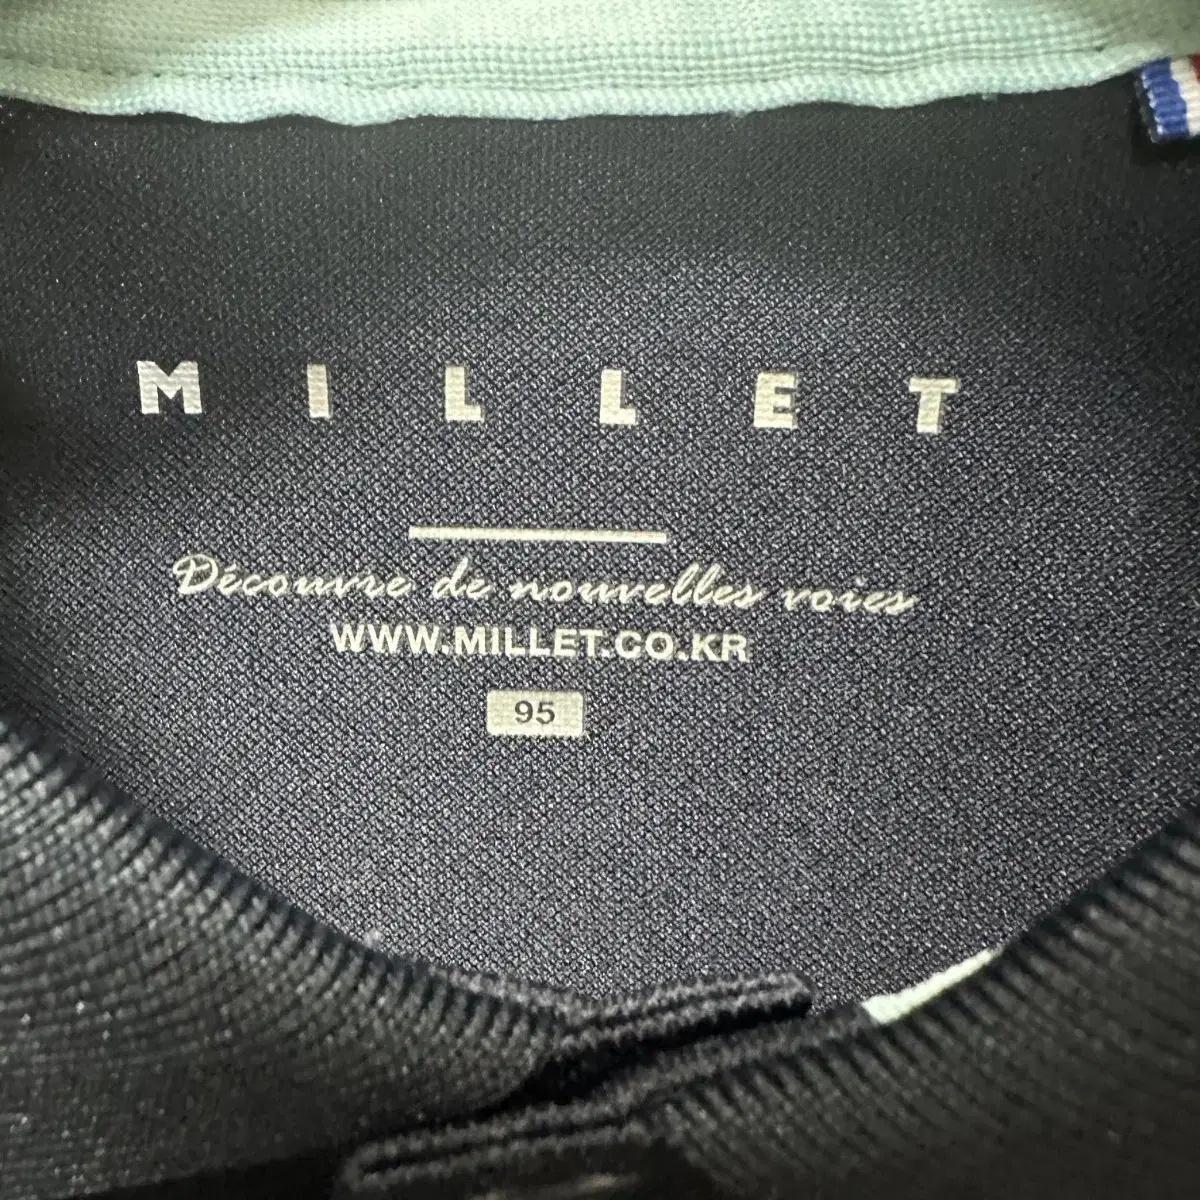 MILLET
Découvre de nouvelles voies
WWW.MILLET.CO.KR
95